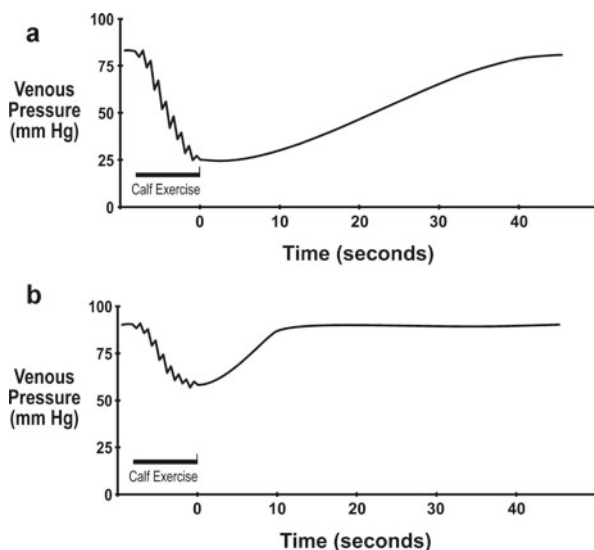 a
100
75
Venous
Pressure
(mm Hg)
50
25
0
Calf Exercise
0 10 20 30 40
Time (seconds)
b
100
75
Venous
Pressure
(mm Hg)
50
25
0
Calf Exercise
0 10 20 30 40
Time (seconds)